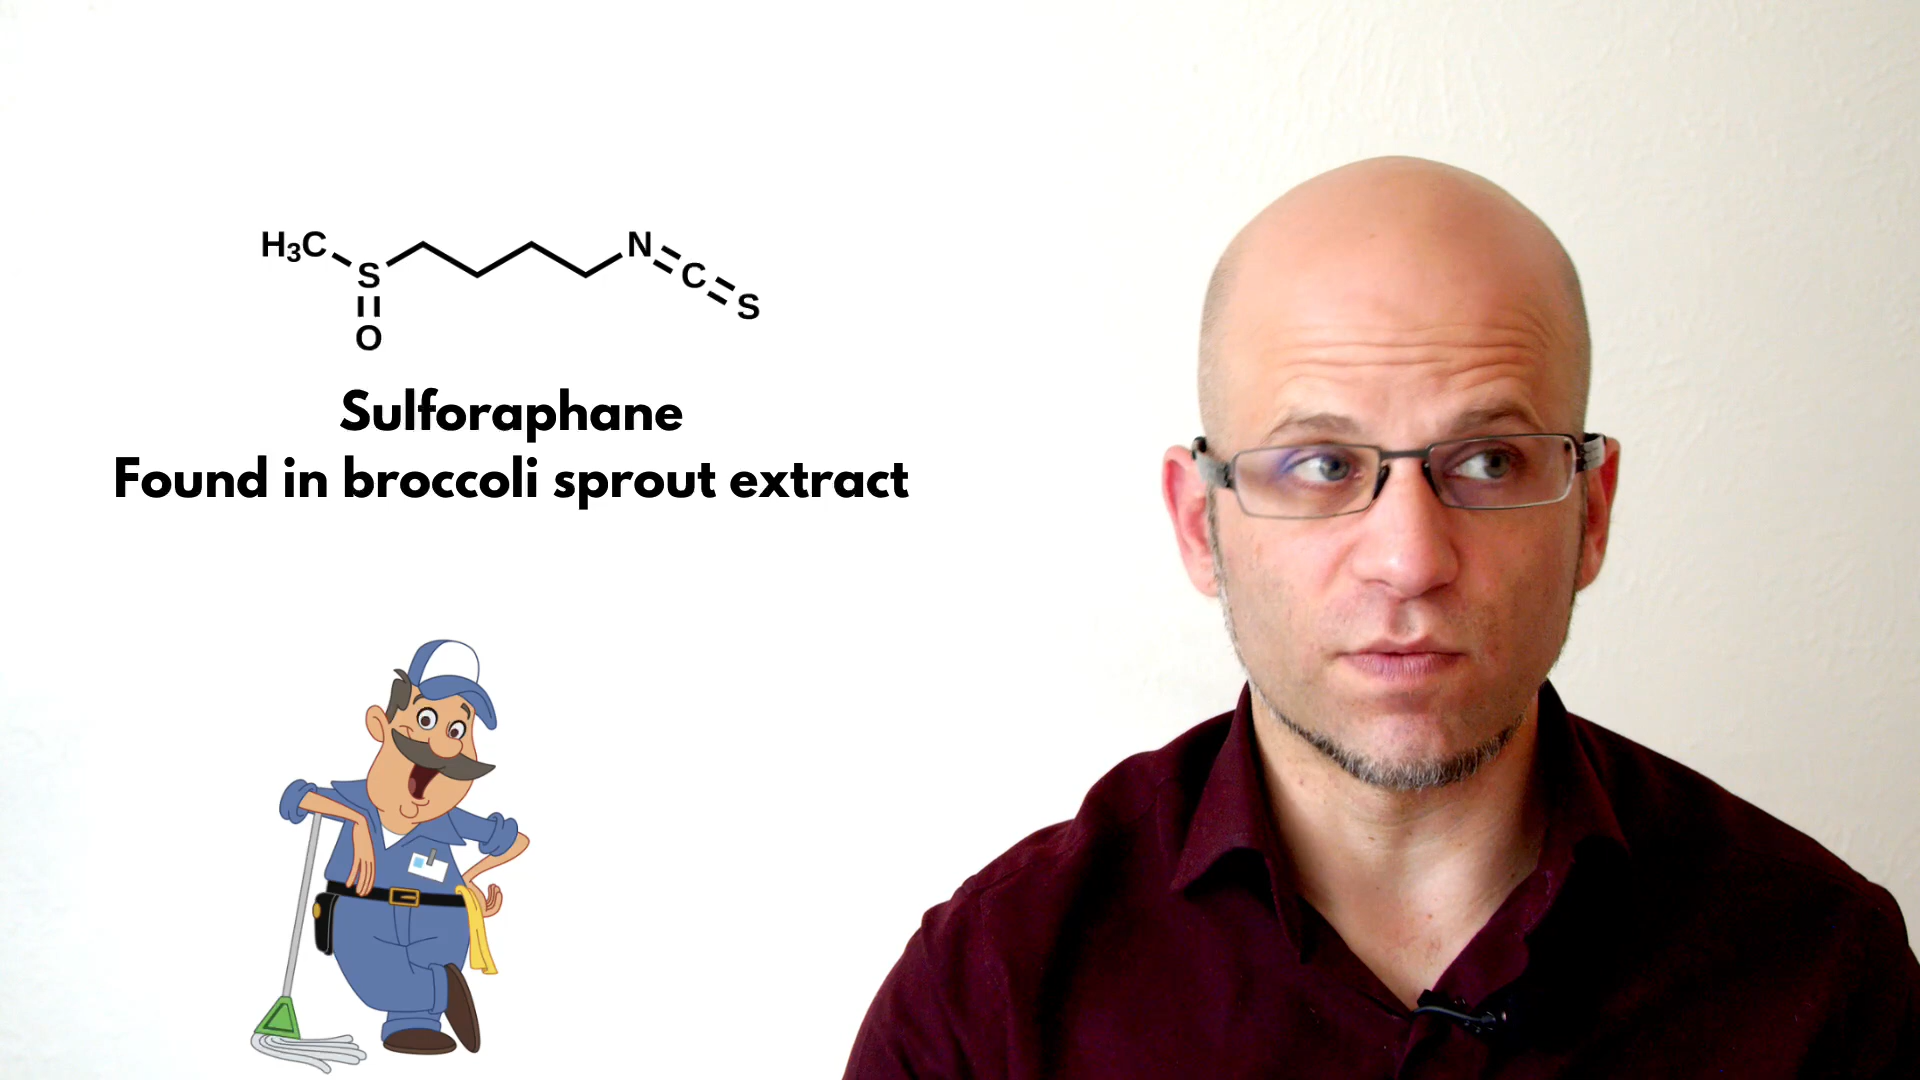 H₃C
S
O
N
C
S
Sulforaphane
Found in broccoli sprout extract